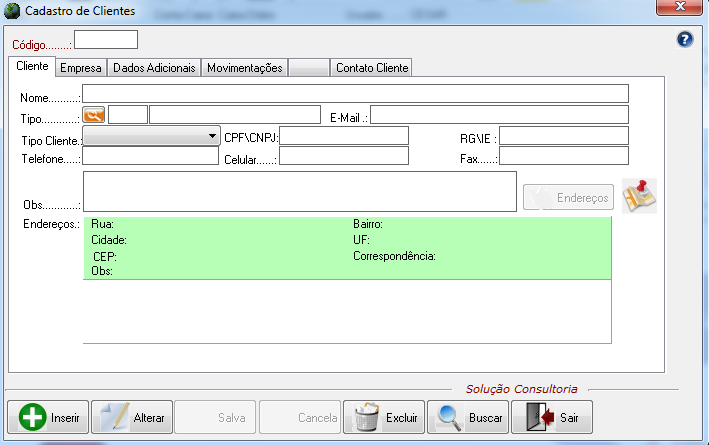 Cadastro de Clientes
Código........:
Cliente Empresa Dados Adicionais Movimentações Contato Cliente
Nome..........:
Tipo...........: E-Mail .:
Tipo Cliente.: CPF\CNPJ: RG\IE :
Telefone.....: Celular......: Fax......:
Obs............: Endereços
Endereços.: Rua: Bairro:
Cidade: UF:
CEP: Correspondência:
Obs:
Solução Consultoria
Inserir Alterar Salva Cancela Excluir Buscar Sair